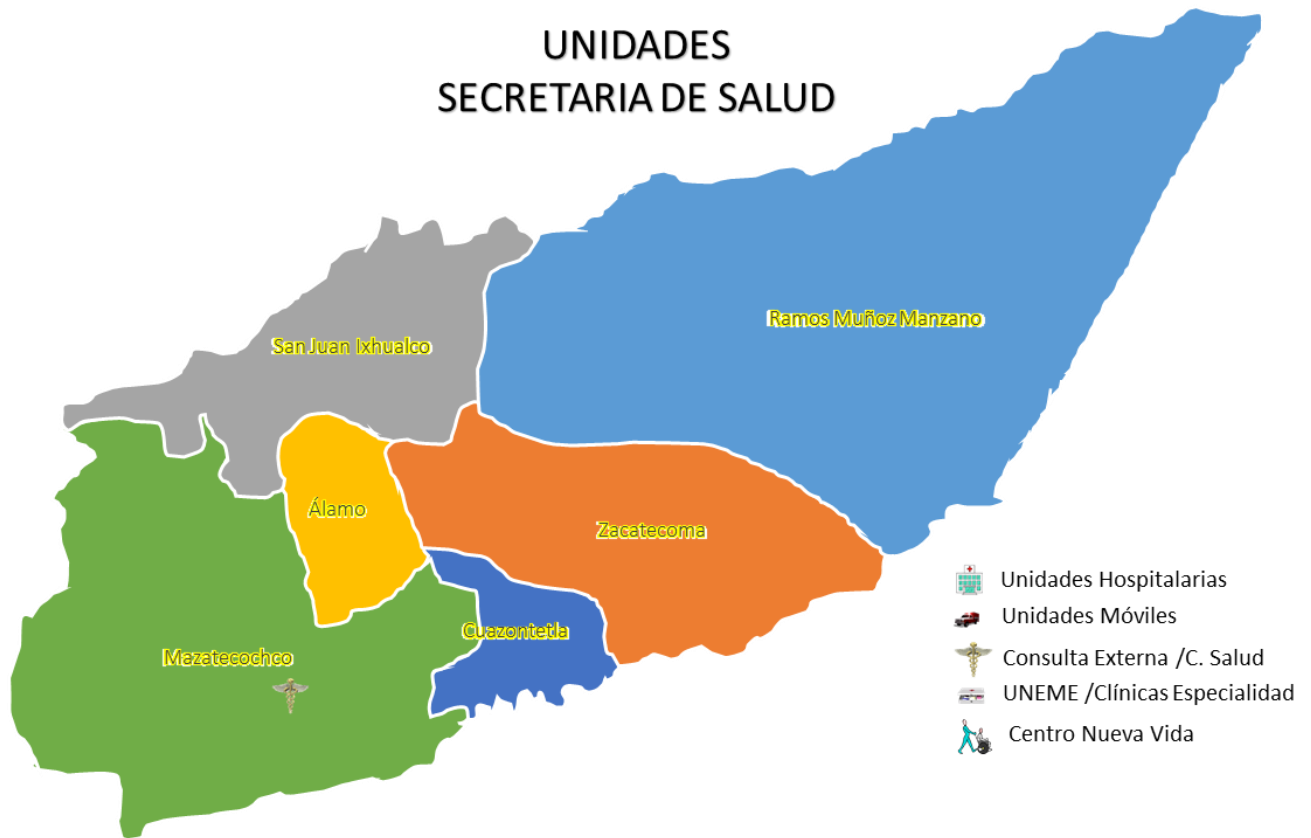 UNIDADES
SECRETARIA DE SALUD
Ramos Muñoz Manzano
San Juan Ixhualco
Álamo
Zacatecoma
Cuazontetla
Mazatecochco
Unidades Hospitalarias
Unidades Móviles
Consulta Externa /C. Salud
UNEME /Clínicas Especialidad
Centro Nueva Vida